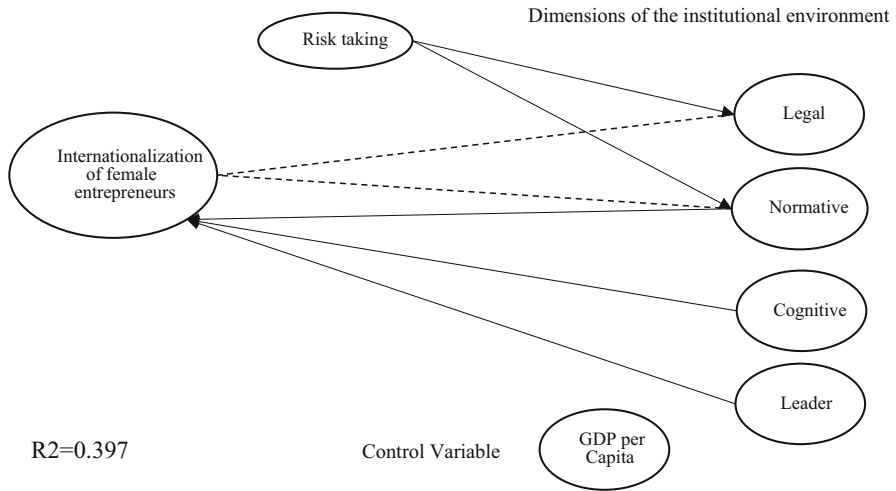 Dimensions of the institutional environment
Risk taking
Legal
Internationalization
of female
entrepreneurs
Normative
Cognitive
Leader
R2=0.397
Control Variable
GDP per
Capita